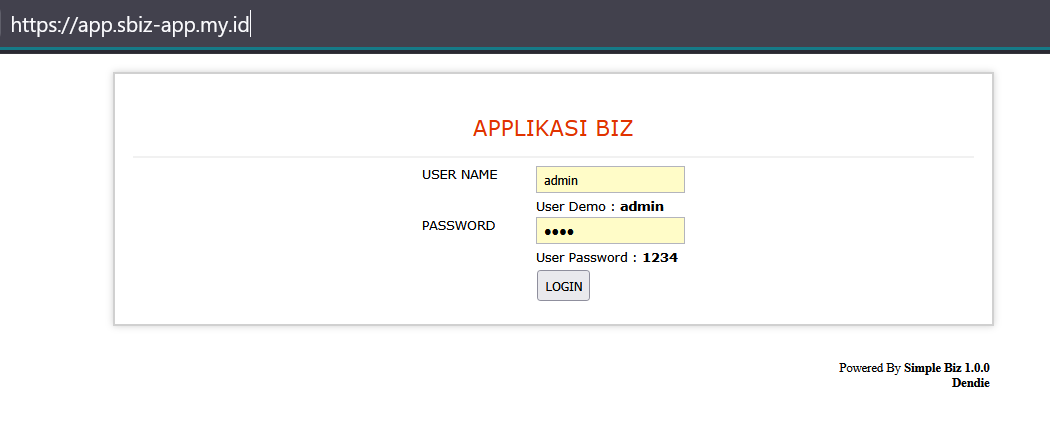 https://app.sbiz-app.my.id
APPLIKASI BIZ
USER NAME
admin
User Demo : admin
PASSWORD
••••
User Password : 1234
LOGIN
Powered By Simple Biz 1.0.0
Dendie